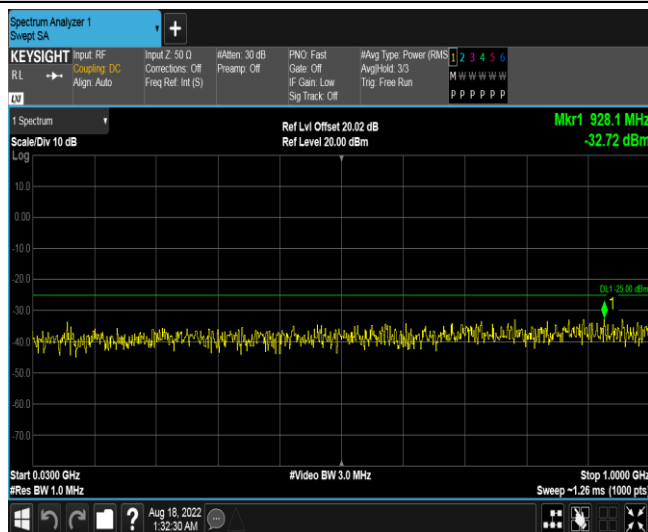 Spectrum Analyzer 1
Swept SA
+
KEYSIGHT
RL
LXI
Input: RF
Coupling: DC
Align: Auto
Input Z: 50 Ω
Corrections: Off
Freq Ref: Int (S)
#Atten: 30 dB
Preamp: Off
PNO: Fast
Gate: Off
IF Gain: Low
Sig Track: Off
#Avg Type: Power (RMS
Avg|Hold: 3/3
Trig: Free Run
1 2 3 4 5 6
M W W W W W
P P P P P P
1 Spectrum
Scale/Div 10 dB
Log
Ref Lvl Offset 20.02 dB
Ref Level 20.00 dBm
Mkr1 928.1 MHz
-32.72 dBm
10.0
0.00
-10.0
-20.0
-30.0
-40.0
-50.0
-60.0
-70.0
DL1 -25.00 dBm
1
Start 0.0300 GHz
#Res BW 1.0 MHz
#Video BW 3.0 MHz
Stop 1.0000 GHz
Sweep ~1.26 ms (1000 pts)
?
Aug 18, 2022
1:32:30 AM